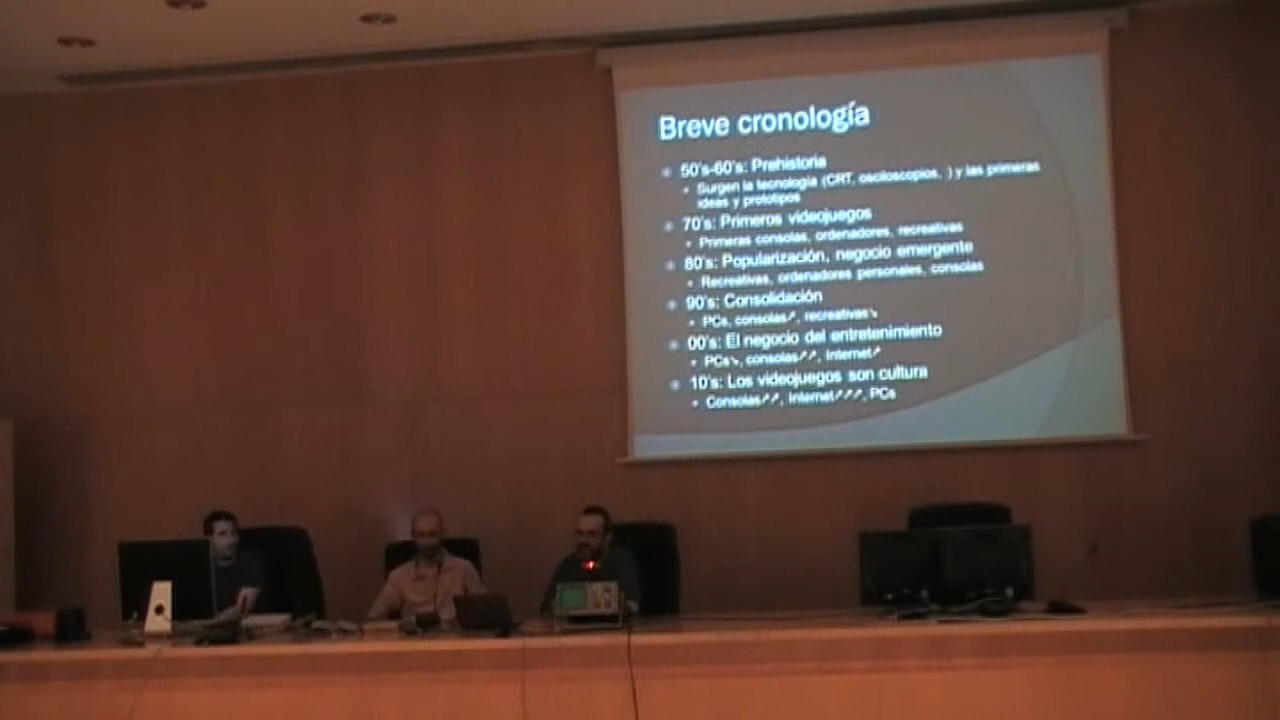 Breve cronología
50's-60's: Prehistoria
Surgen la tecnología (CRT, osciloscopios, ) y las primeras
ideas y prototipos
70's: Primeros videojuegos
Primeras consolas, ordenadores, recreativas
80's: Popularización, negocio emergente
Recreativas, ordenadores personales, consolas
90's: Consolidación
PCs, consolas↗, recreativas↘
00's: El negocio del entretenimiento
PCs↘, consolas↗↗, Internet↗
10's: Los videojuegos son cultura
Consolas↗↗, Internet↗↗↗, PCs